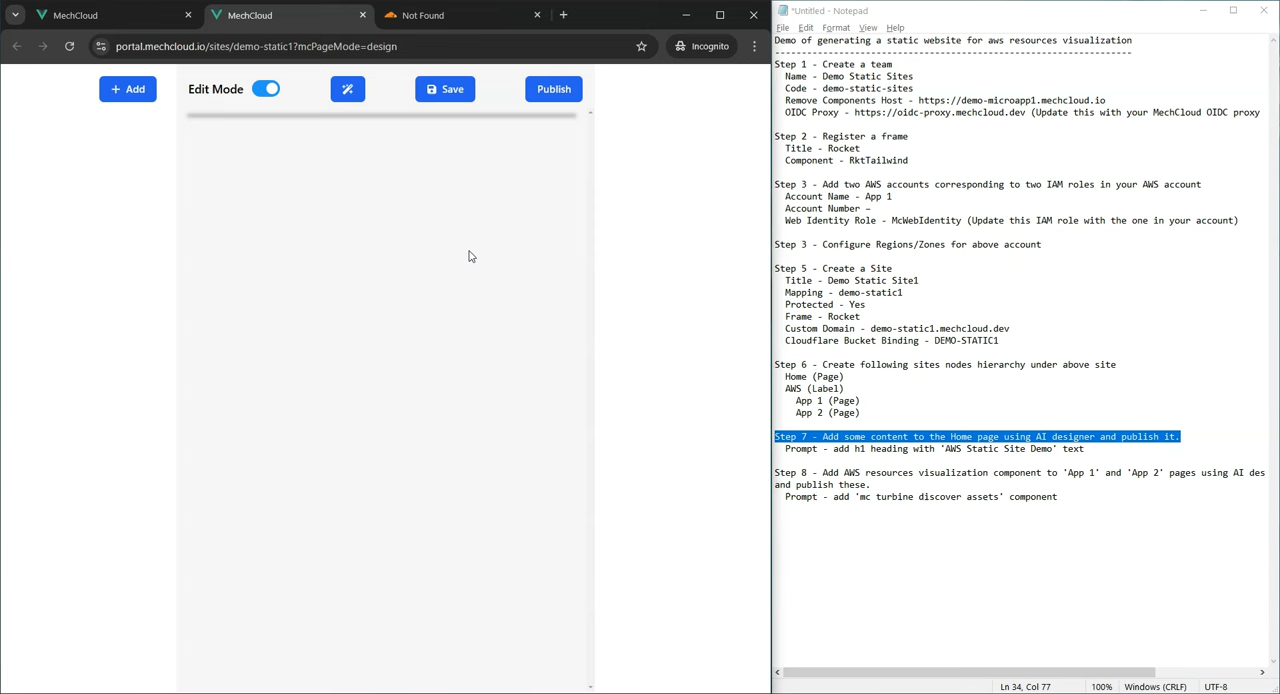 MechCloud
MechCloud
Not Found
portal.mechcloud.io/sites/demo-static1?mcPageMode=design
Incognito
+ Add
Edit Mode
Save
Publish
*Untitled - Notepad
File Edit Format View Help
Demo of generating a static website for aws resources visualization
-------------------------------------------------------------------
Step 1 - Create a team
Name - Demo Static Sites
Code - demo-static-sites
Remove Components Host - https://demo-microapp1.mechcloud.io
OIDC Proxy - https://oidc-proxy.mechcloud.dev (Update this with your MechCloud OIDC proxy
Step 2 - Register a frame
Title - Rocket
Component - RktTailwind
Step 3 - Add two AWS accounts corresponding to two IAM roles in your AWS account
Account Name - App 1
Account Number –
Web Identity Role - McWebIdentity (Update this IAM role with the one in your account)
Step 3 - Configure Regions/Zones for above account
Step 5 - Create a Site
Title - Demo Static Site1
Mapping - demo-static1
Protected - Yes
Frame - Rocket
Custom Domain - demo-static1.mechcloud.dev
Cloudflare Bucket Binding - DEMO-STATIC1
Step 6 - Create following sites nodes hierarchy under above site
Home (Page)
AWS (Label)
App 1 (Page)
App 2 (Page)
Step 7 - Add some content to the Home page using AI designer and publish it.
Prompt - add h1 heading with 'AWS Static Site Demo' text
Step 8 - Add AWS resources visualization component to 'App 1' and 'App 2' pages using AI des
and publish these.
Prompt - add 'mc turbine discover assets' component
Ln 34, Col 77
100%
Windows (CRLF)
UTF-8